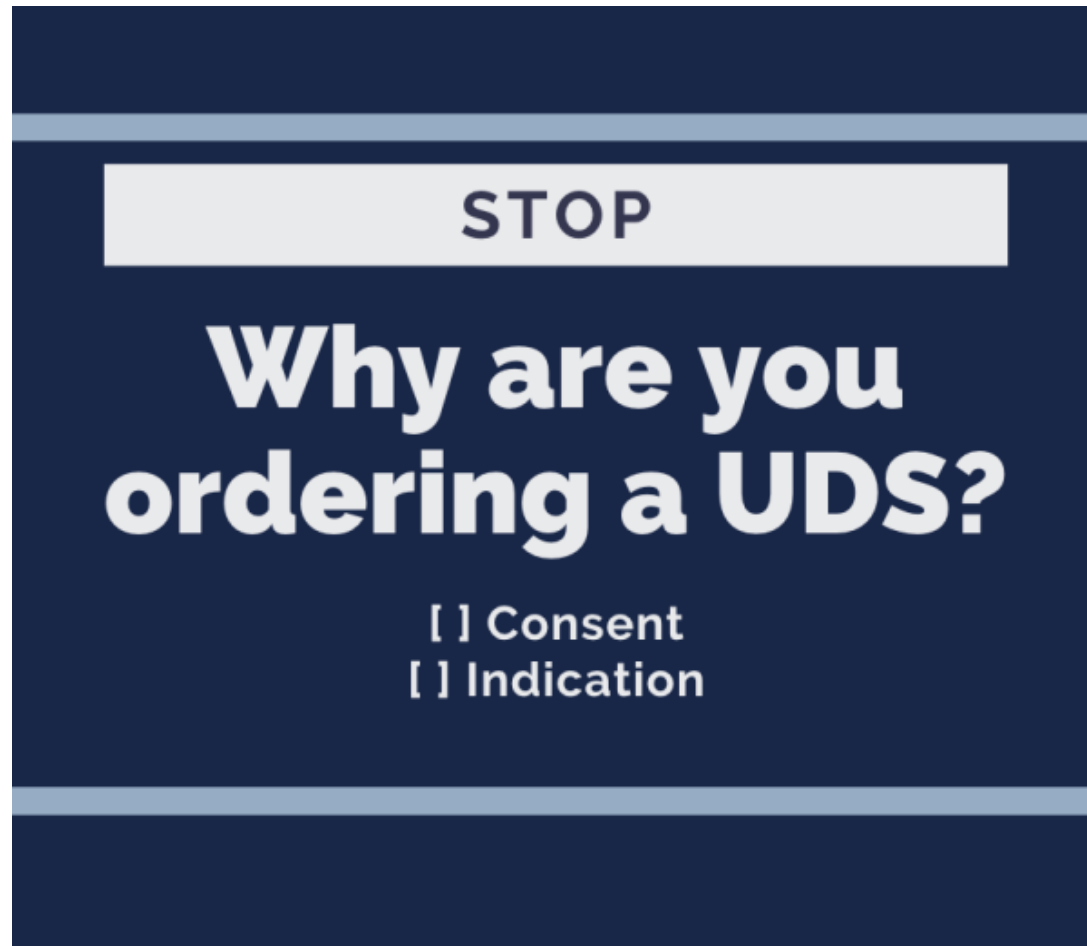 STOP
Why are you
ordering a UDS?
[ ] Consent
[ ] Indication